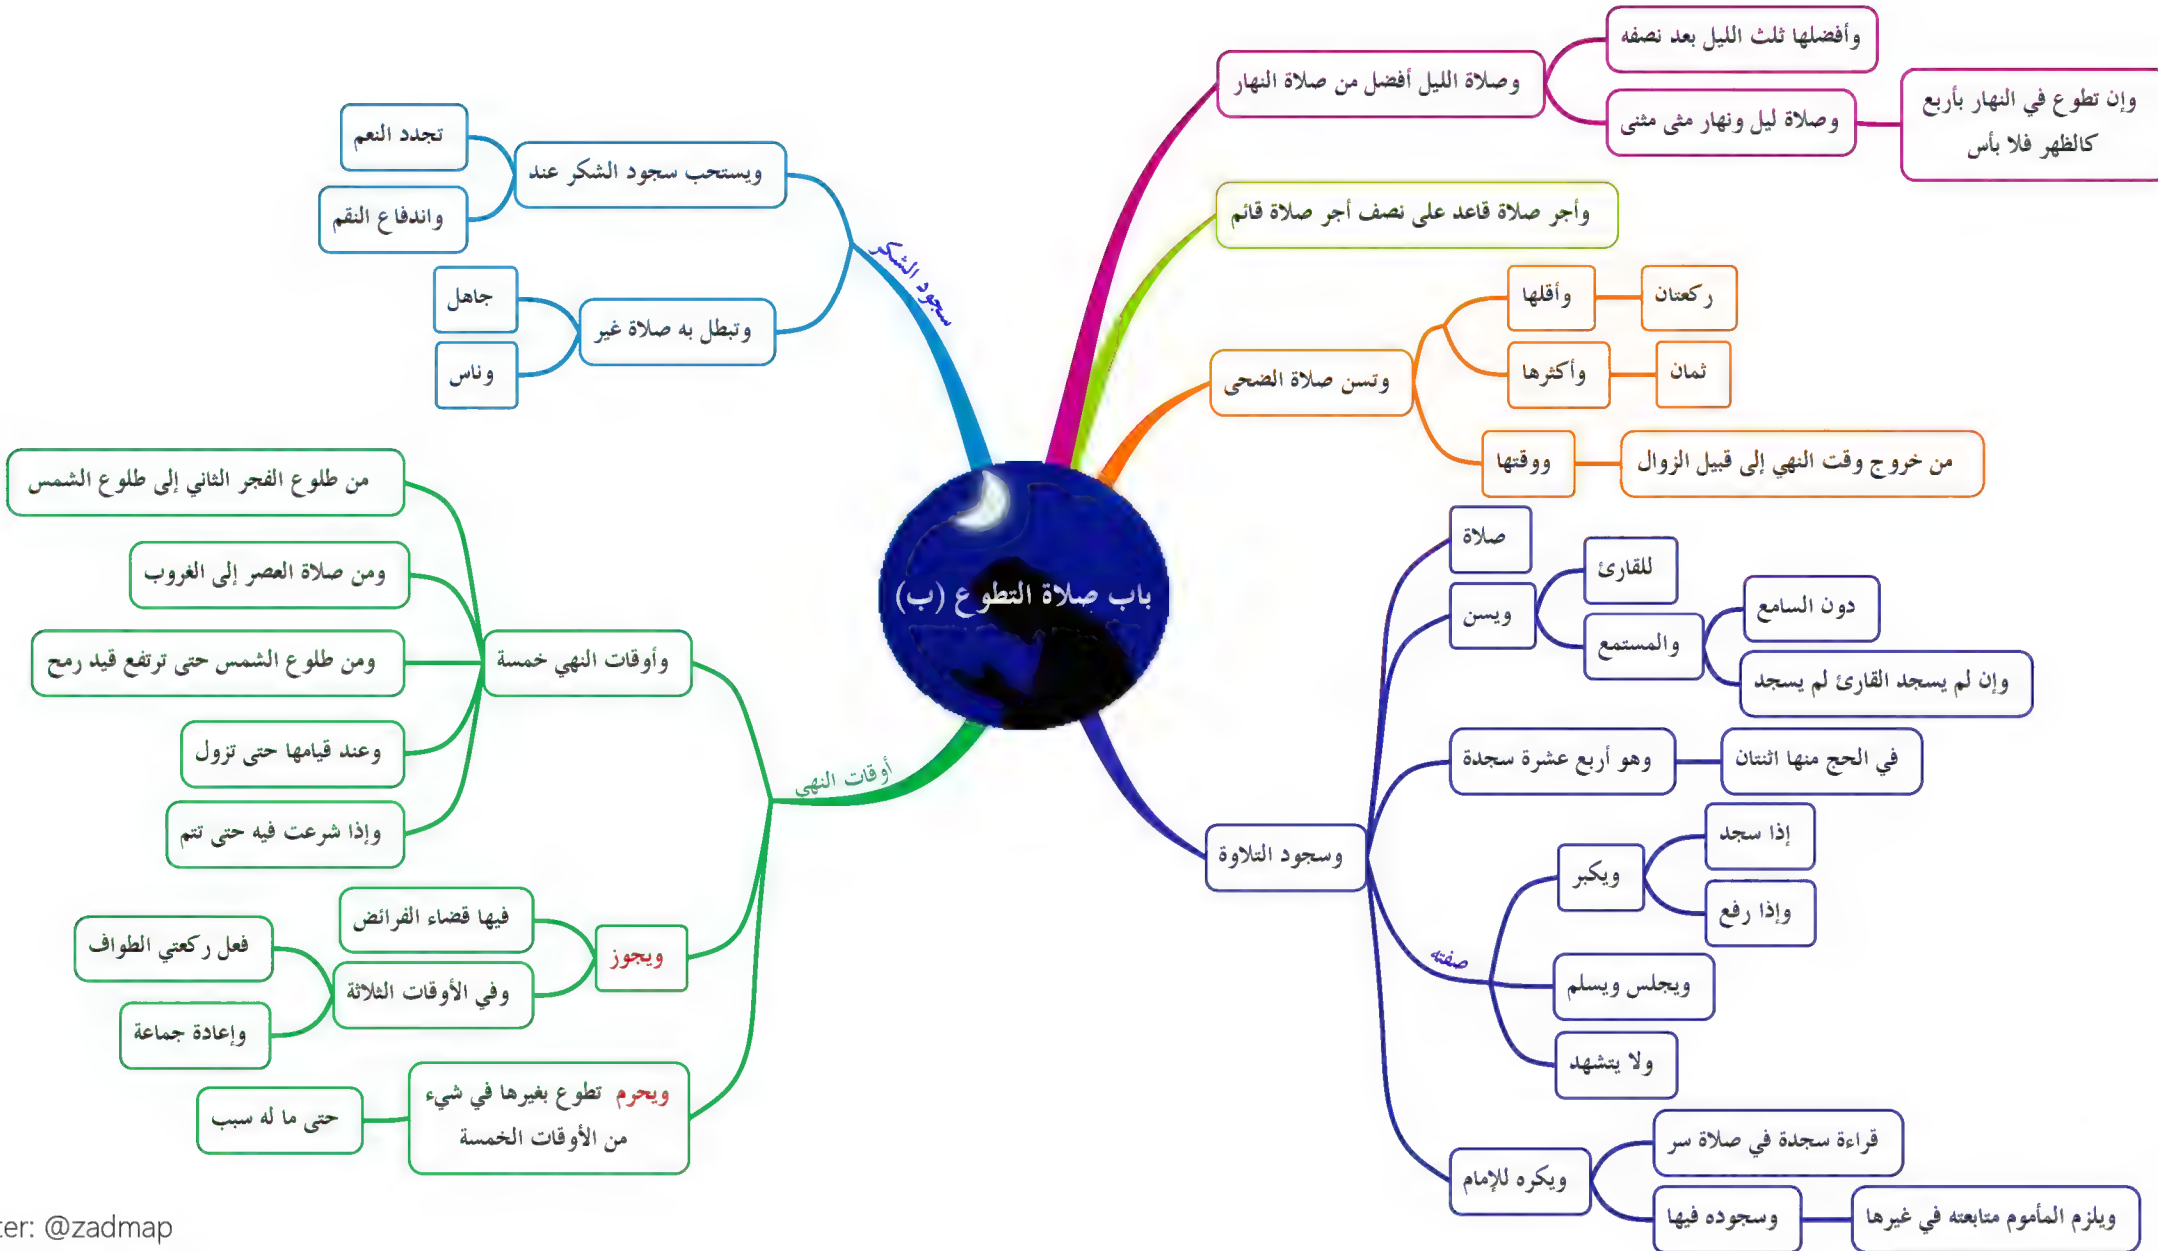 باب صلاة التطوع (ب)
وصلاة الليل أفضل من صلاة النهار
وأفضلها ثلث الليل بعد نصفه
وصلاة ليل ونهار مثى مثنى
وإن تطوع في النهار بأربع
كالظهر فلا بأس
وأجر صلاة قاعد على نصف أجر صلاة قائم
وتسن صلاة الضحى
وأقلها
ركعتان
وأكثرها
ثمان
ووقتها
من خروج وقت النهي إلى قبيل الزوال
وسجود التلاوة
صلاة
ويسن
للقارئ
والمستمع
دون السامع
وإن لم يسجد القارئ لم يسجد
وهو أربع عشرة سجدة
في الحج منها اثنتان
صفته
ويكبر
إذا سجد
وإذا رفع
ويجلس ويسلم
ولا يتشهد
ويكره للإمام
قراءة سجدة في صلاة سر
وسجوده فيها
ويلزم المأموم متابعته في غيرها
سجود الشكر
ويستحب سجود الشكر عند
تجدد النعم
واندفاع النقم
وتبطل به صلاة غير
جاهل
وناس
أوقات النهي
وأوقات النهي خمسة
من طلوع الفجر الثاني إلى طلوع الشمس
ومن صلاة العصر إلى الغروب
ومن طلوع الشمس حتى ترتفع قيد رمح
وعند قيامها حتى تزول
وإذا شرعت فيه حتى تتم
ويجوز
فيها قضاء الفرائض
وفي الأوقات الثلاثة
فعل ركعتي الطواف
وإعادة جماعة
ويحرم تطوع بغيرها في شيء
من الأوقات الخمسة
حتى ما له سبب
ter: @zadmap